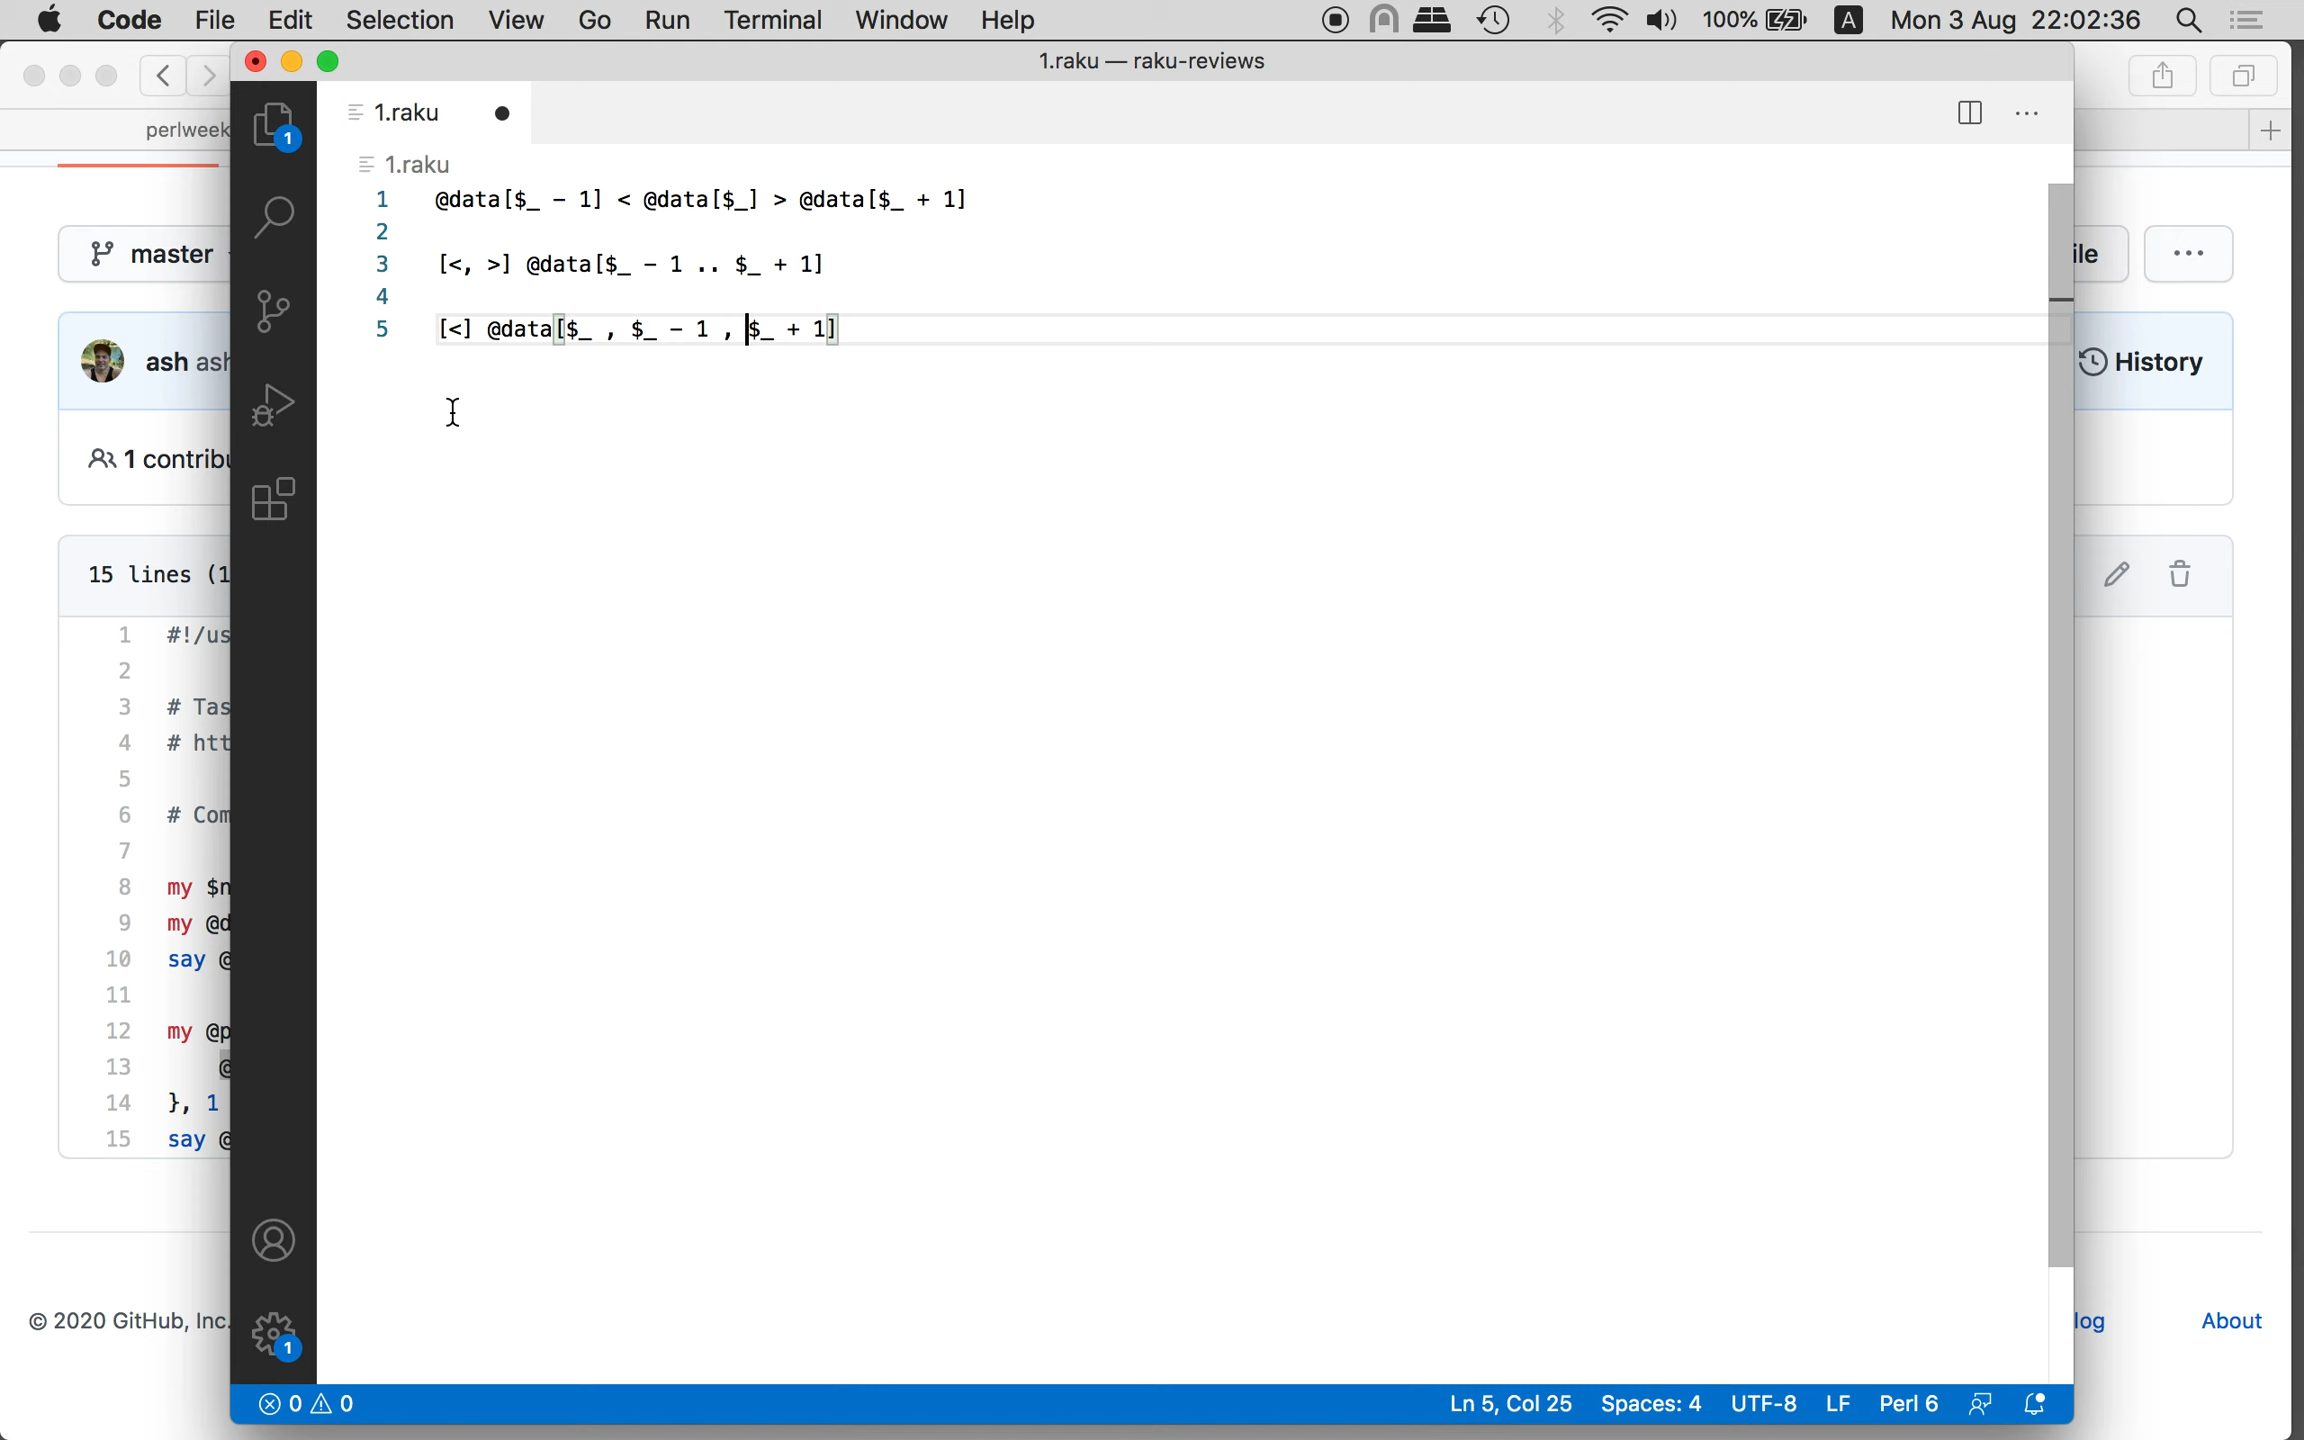 Code File Edit Selection View Go Run Terminal Window Help 100% A Mon 3 Aug 22:02:36
1.raku — raku-reviews
perlweek
1.raku
1.raku
1 @data[$_ - 1] < @data[$_] > @data[$_ + 1]
2
3 [<, >] @data[$_ - 1 .. $_ + 1]
4
5 [<] @data[$_ , $_ - 1 , $_ + 1]
1
master
ile
ash ash
History
1 contribu
15 lines (1
1 #!/us
2
3 # Tas
4 # htt
5
6 # Com
7
8 my $n
9 my @d
10 say @
11
12 my @p
13 @
14 }, 1
15 say @
© 2020 GitHub, Inc.
log
About
1
0 0
Ln 5, Col 25 Spaces: 4 UTF-8 LF Perl 6